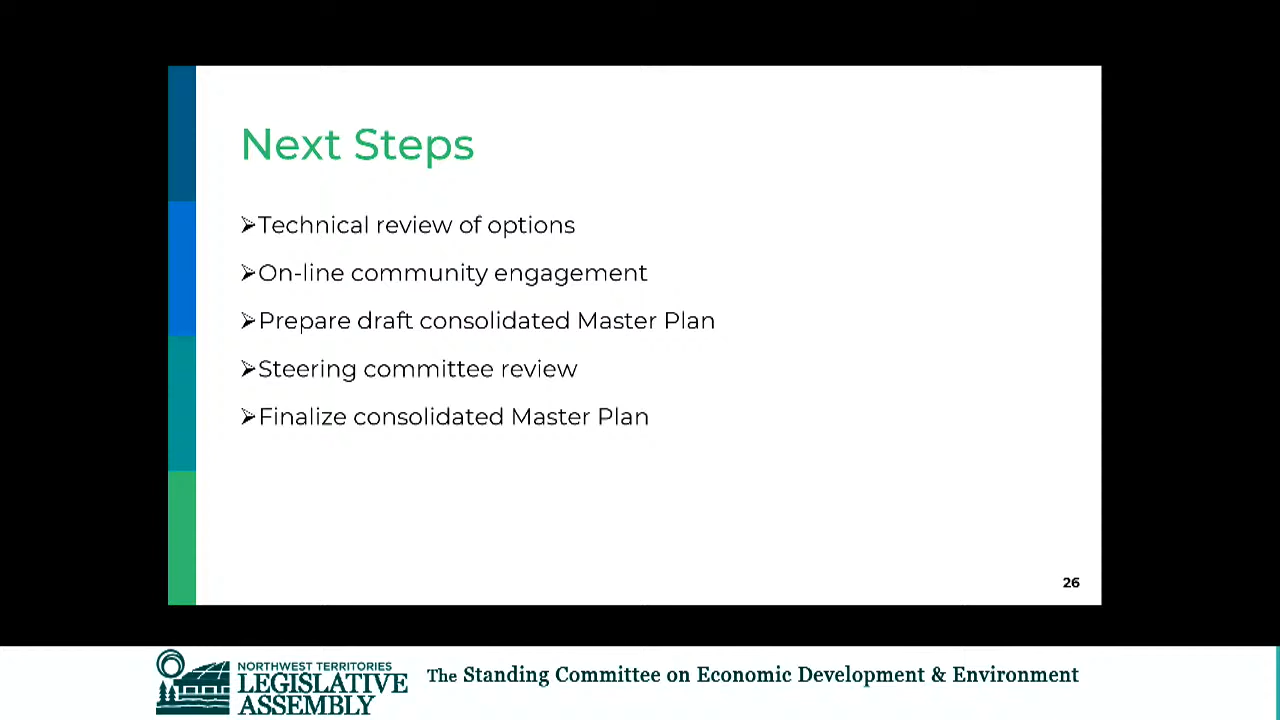 Next Steps
➢Technical review of options
➢On-line community engagement
➢Prepare draft consolidated Master Plan
➢Steering committee review
➢Finalize consolidated Master Plan
26
NORTHWEST TERRITORIES
LEGISLATIVE
ASSEMBLY
The Standing Committee on Economic Development & Environment